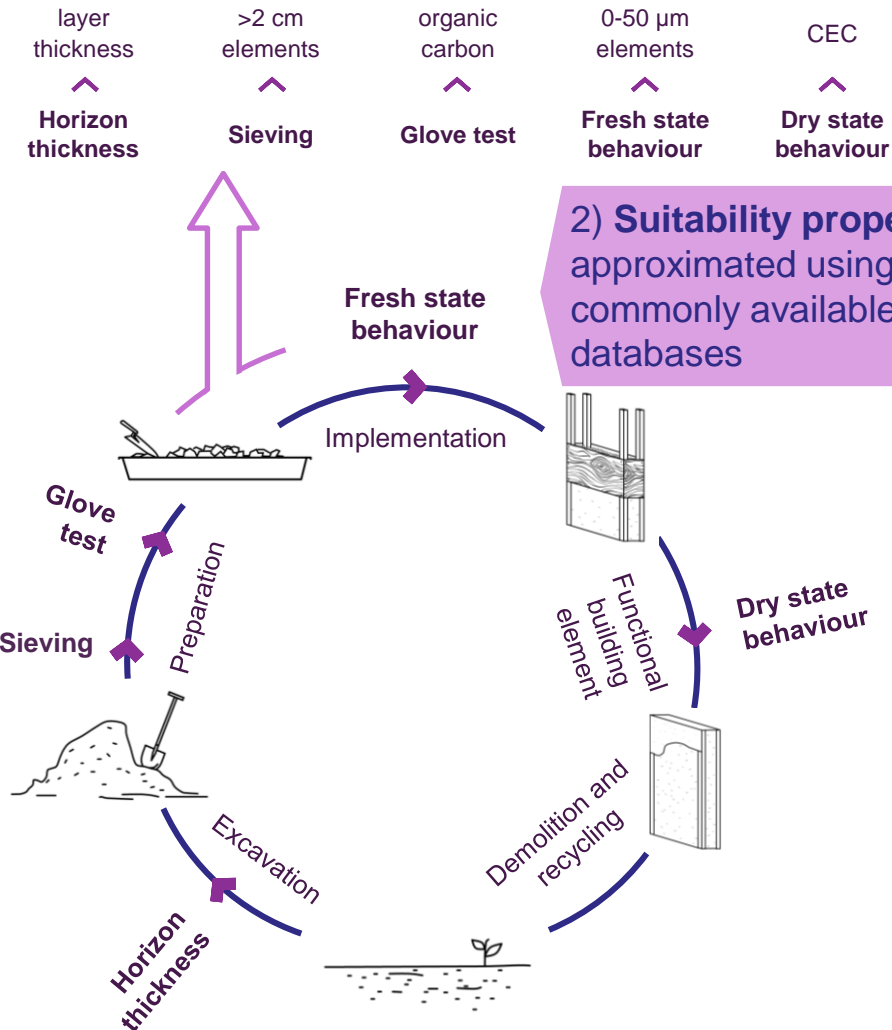 layer
thickness
>2 cm
elements
organic
carbon
0-50 µm
elements
CEC
Horizon
thickness
Sieving
Glove test
Fresh state
behaviour
Dry state
behaviour
2) Suitability prope
approximated using
commonly available
databases
Fresh state
behaviour
Implementation
Glove
test
Preparation
Sieving
Functional
building
element
Dry state
behaviour
Demolition and
recycling
Excavation
Horizon
thickness